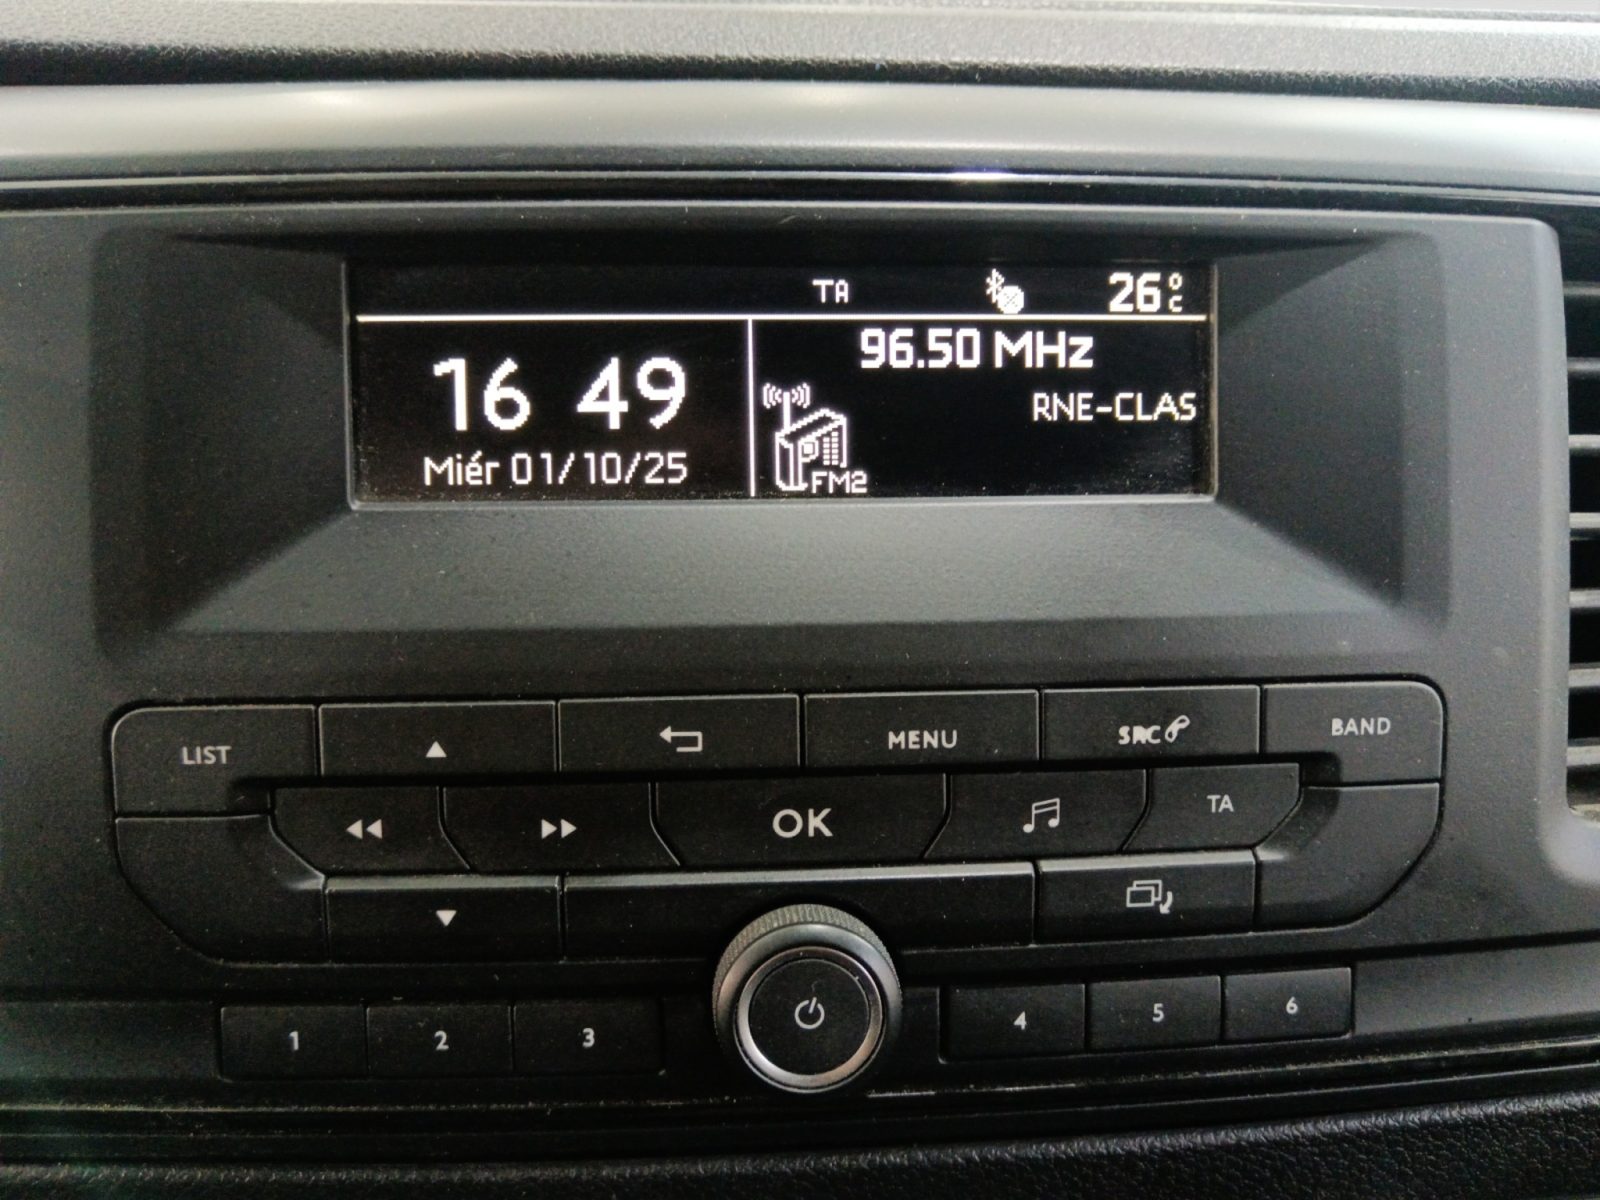 TA 26°C
96.50 MHz
16 49
RNE-CLAS
Miér 01/10/25
FM2
LIST
MENU
SRC
BAND
OK
TA
1 2 3 4 5 6